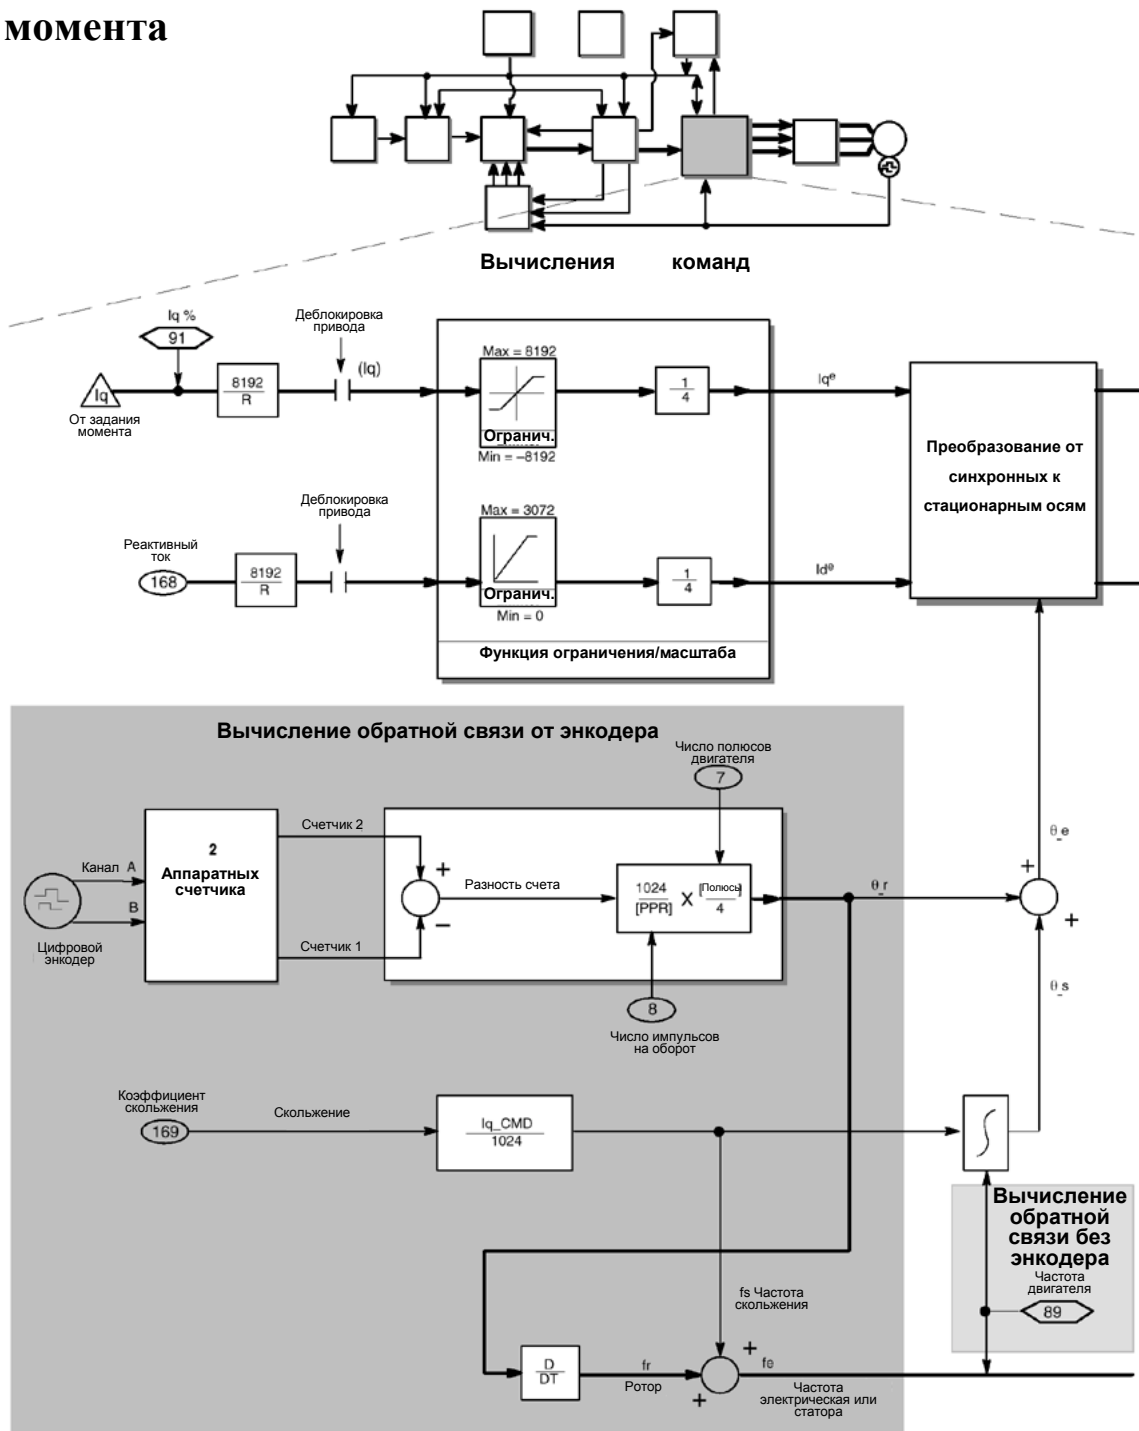 момента
Вычисления команд
Iq %
91
Деблокировка
привода
(Iq)
Iq
От задания
момента
8192
R
Max = 8192
Огранич.
Min = –8192
1
4
Iqᵉ
Преобразование от
синхронных к
стационарным осям
Реактивный
ток
168
8192
R
Деблокировка
привода
Max = 3072
Огранич.
Min = 0
1
4
Idᵉ
Функция ограничения/масштаба
Вычисление обратной связи от энкодера
Число полюсов
двигателя
7
2
Аппаратных
счетчика
Канал A
B
Цифровой
энкодер
Счетчик 2
Счетчик 1
+
–
Разность счета
1024
[PPR]
X
[Полюсы]
4
8
Число импульсов
на оборот
θ_r
θ_e
+
+
θ_s
Коэффициент
скольжения
169
Скольжение
Iq_CMD
1024
∫
Вычисление
обратной
связи без
энкодера
Частота
двигателя
89
fs Частота
скольжения
D
DT
fr
Ротор
+
+
fe
Частота
электрическая или
статора